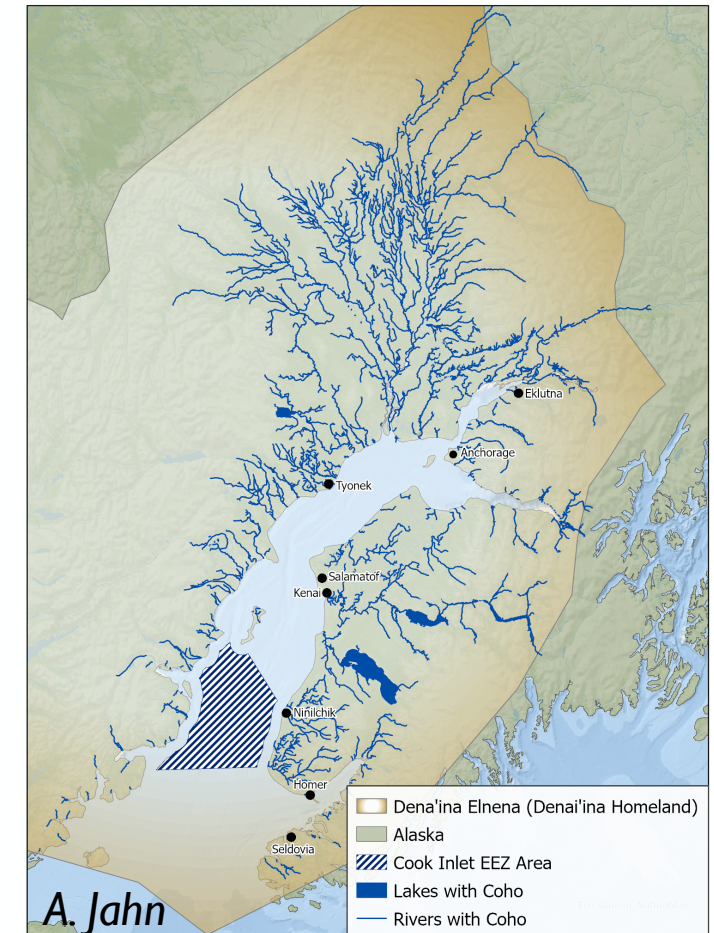 Eklutna
Anchorage
Tyonek
Salamatof
Kenai
Ninilchik
Homer
Seldovia
Dena'ina Elnena (Denai'ina Homeland)
Alaska
Cook Inlet EEZ Area
Lakes with Coho
Rivers with Coho
A. Jahn